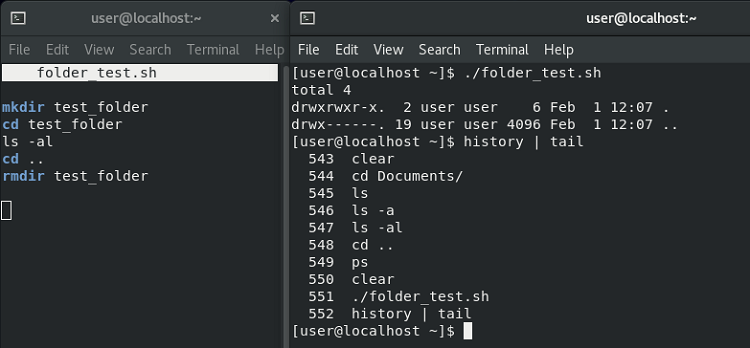 user@localhost:~ ×
File Edit View Search Terminal Help
folder_test.sh
mkdir test_folder
cd test_folder
ls -al
cd ..
rmdir test_folder
user@localhost:~
File Edit View Search Terminal Help
[user@localhost ~]$ ./folder_test.sh
total 4
drwxrwxr-x.  2 user user    6 Feb  1 12:07 .
drwx------. 19 user user 4096 Feb  1 12:07 ..
[user@localhost ~]$ history | tail
  543  clear
  544  cd Documents/
  545  ls
  546  ls -a
  547  ls -al
  548  cd ..
  549  ps
  550  clear
  551  ./folder_test.sh
  552  history | tail
[user@localhost ~]$